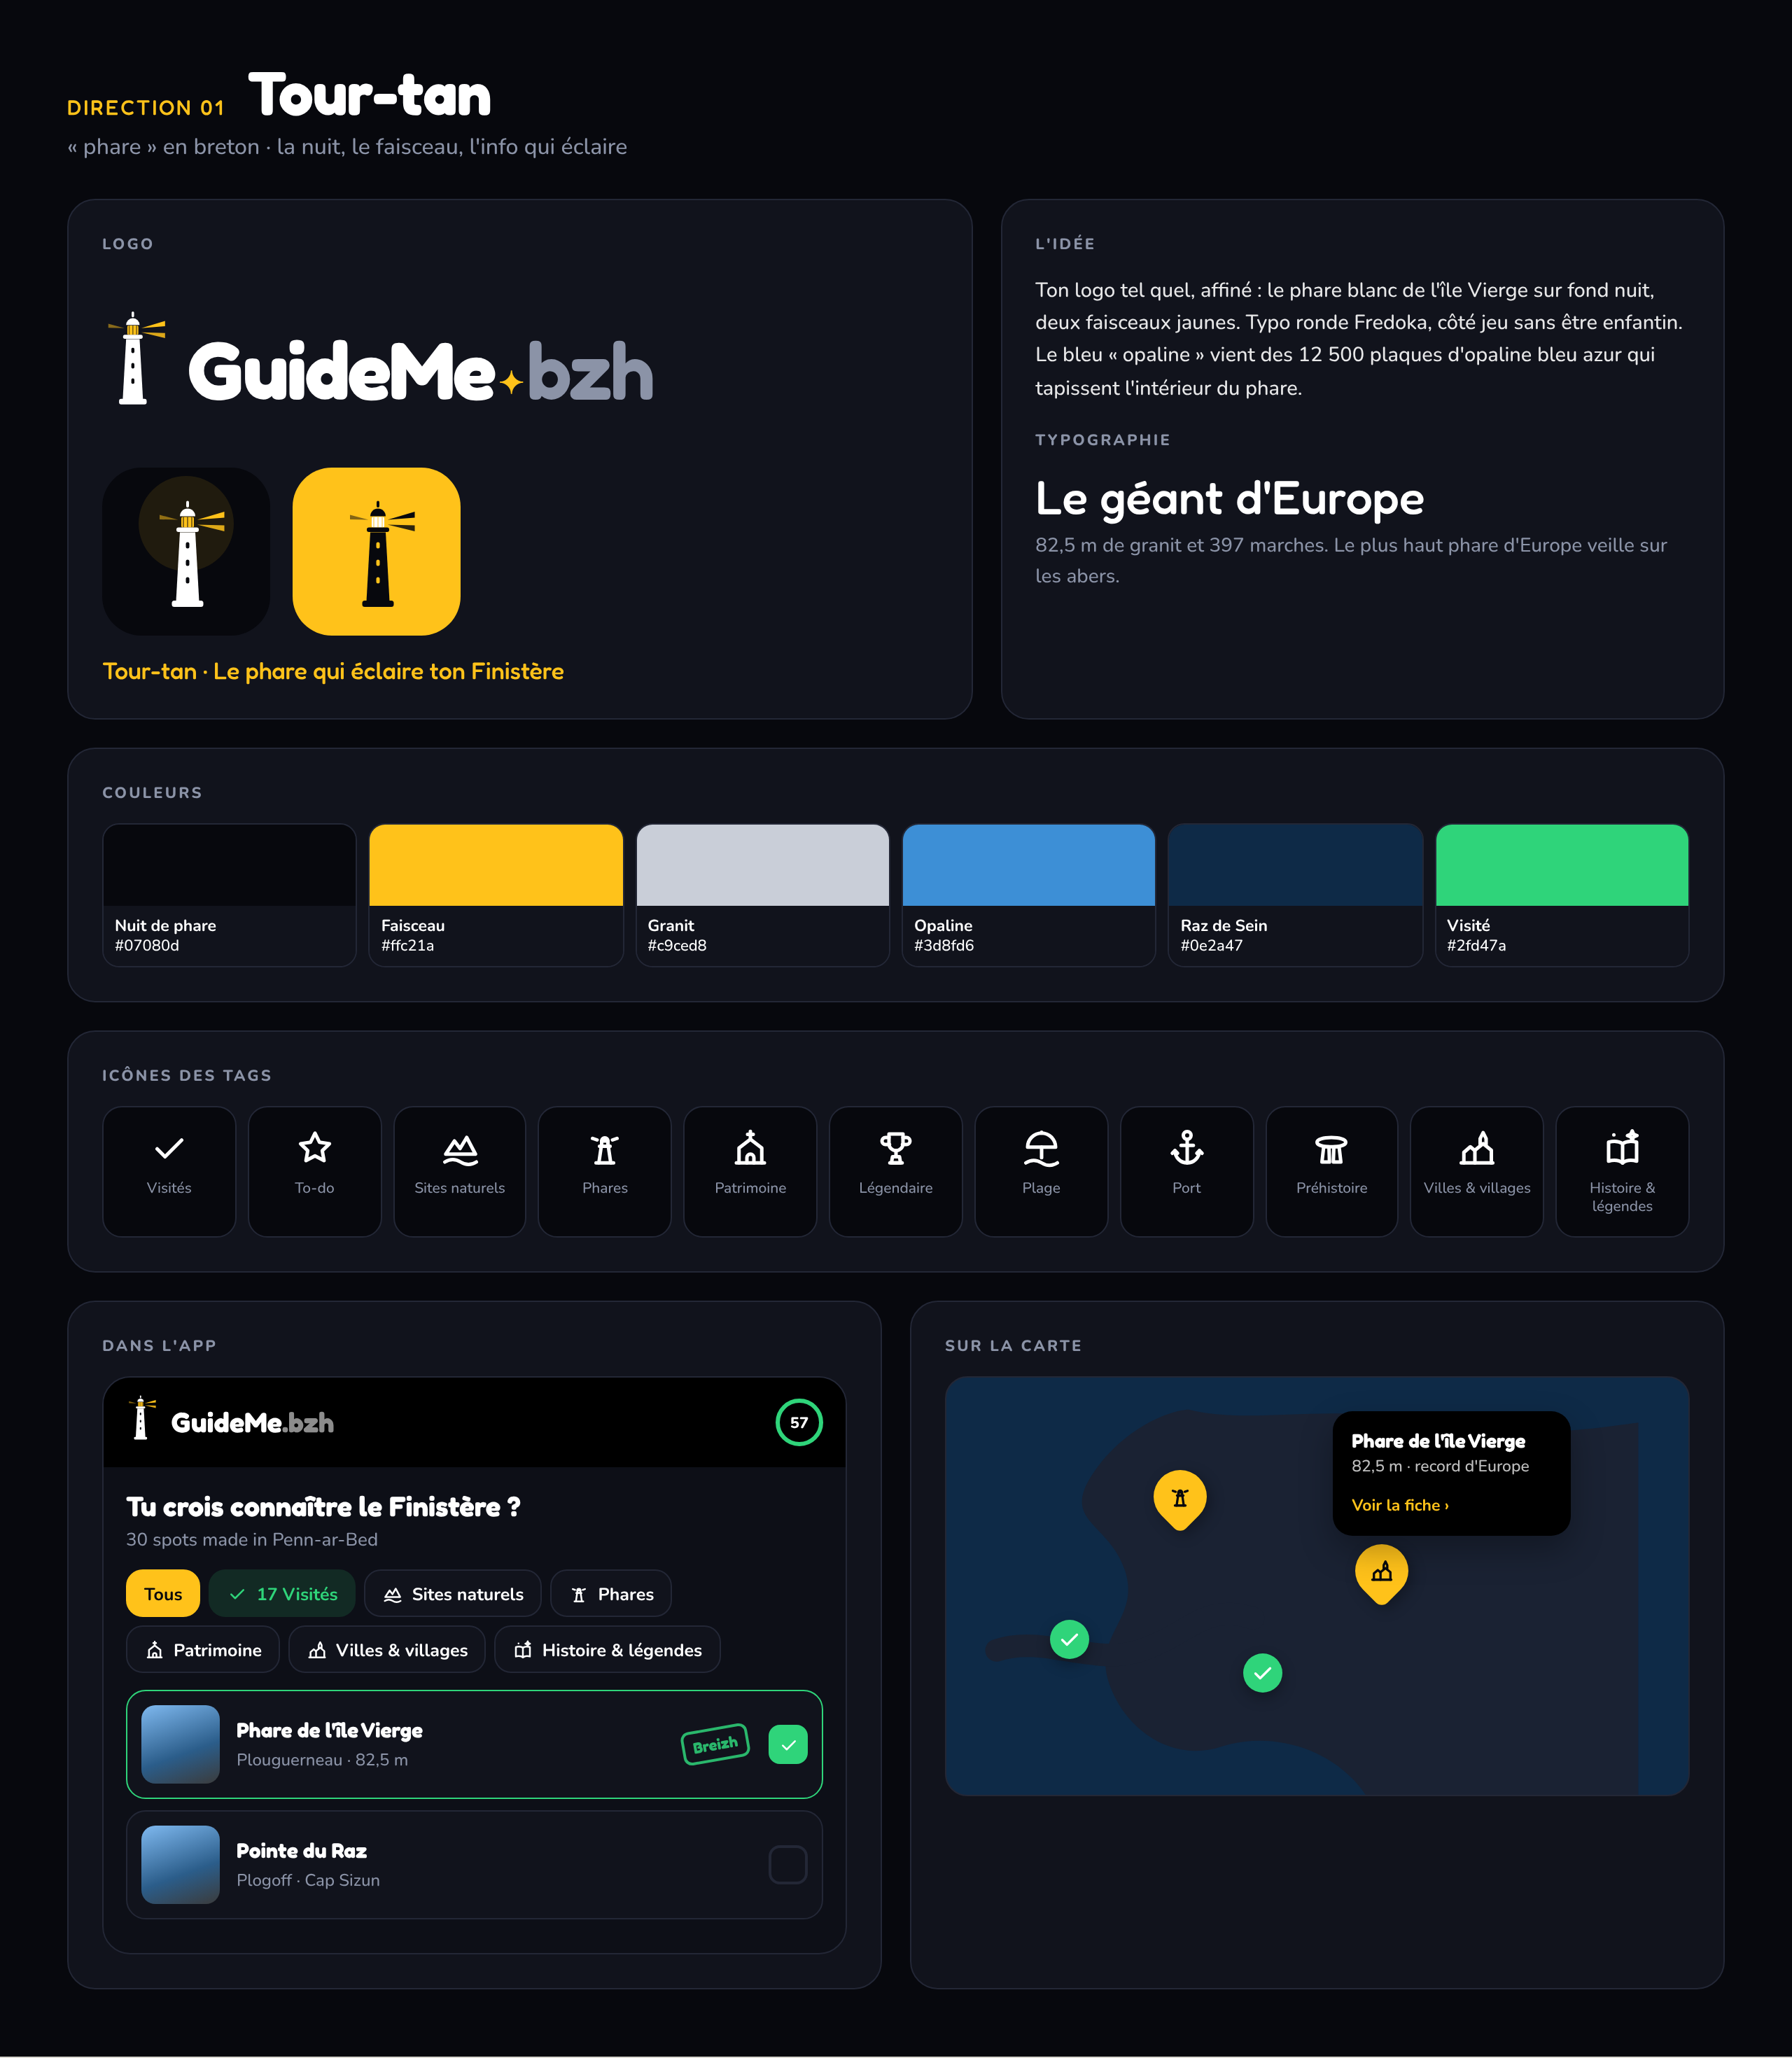 DIRECTION 01 Tour-tan
« phare » en breton · la nuit, le faisceau, l'info qui éclaire
LOGO
GuideMe✦bzh
Tour-tan · Le phare qui éclaire ton Finistère
L'IDÉE
Ton logo tel quel, affiné : le phare blanc de l'île Vierge sur fond nuit,
deux faisceaux jaunes. Typo ronde Fredoka, côté jeu sans être enfantin.
Le bleu « opaline » vient des 12 500 plaques d'opaline bleu azur qui
tapissent l'intérieur du phare.
TYPOGRAPHIE
Le géant d'Europe
82,5 m de granit et 397 marches. Le plus haut phare d'Europe veille sur
les abers.
COULEURS
Nuit de phare
#07080d
Faisceau
#ffc21a
Granit
#c9ced8
Opaline
#3d8fd6
Raz de Sein
#0e2a47
Visité
#2fd47a
ICÔNES DES TAGS
Visités
To-do
Sites naturels
Phares
Patrimoine
Légendaire
Plage
Port
Préhistoire
Villes & villages
Histoire &
légendes
DANS L'APP
GuideMe.bzh
57
Tu crois connaître le Finistère ?
30 spots made in Penn-ar-Bed
Tous
17 Visités
Sites naturels
Phares
Patrimoine
Villes & villages
Histoire & légendes
Phare de l'île Vierge
Plouguerneau · 82,5 m
Breizh
Pointe du Raz
Plogoff · Cap Sizun
SUR LA CARTE
Phare de l'île Vierge
82,5 m · record d'Europe
Voir la fiche ›